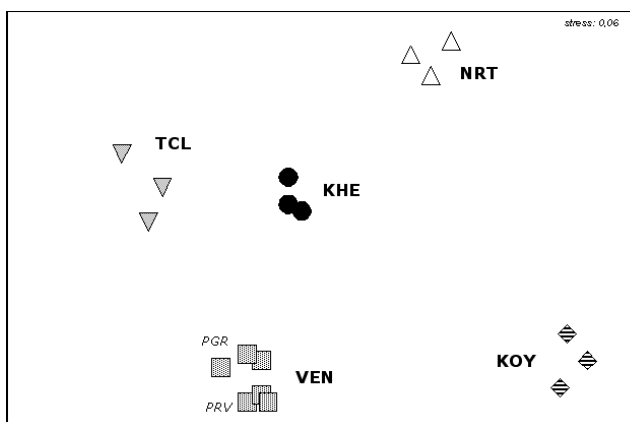 stress: 0,06
NRT
TCL
KHE
PGR
KOY
VEN
PRV